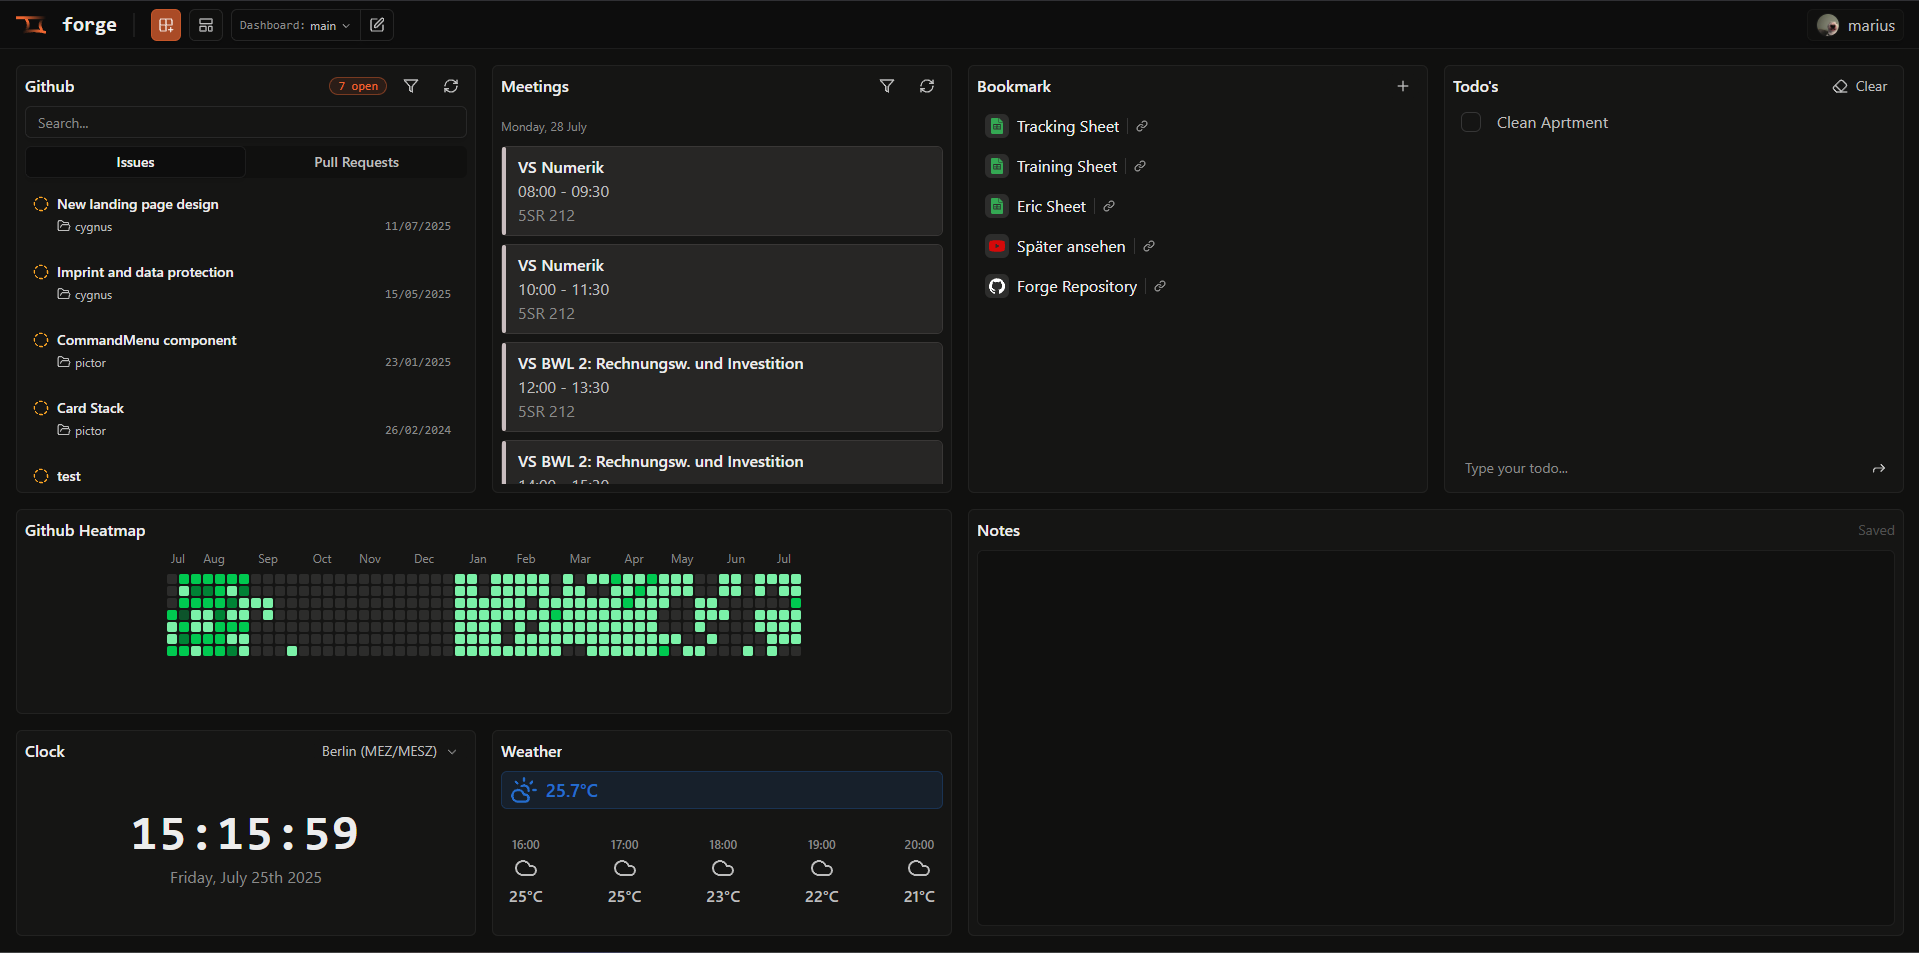 forge
Dashboard: main
marius
Github
7 open
Search...
Issues
Pull Requests
New landing page design
cygnus
11/07/2025
Imprint and data protection
cygnus
15/05/2025
CommandMenu component
pictor
23/01/2025
Card Stack
pictor
26/02/2024
test
Meetings
Monday, 28 July
VS Numerik
08:00 - 09:30
5SR 212
VS Numerik
10:00 - 11:30
5SR 212
VS BWL 2: Rechnungsw. und Investition
12:00 - 13:30
5SR 212
VS BWL 2: Rechnungsw. und Investition
14:00 - 15:30
Bookmark
Tracking Sheet
Training Sheet
Eric Sheet
Später ansehen
Forge Repository
Todo's
Clear
Clean Aprtment
Type your todo...
Github Heatmap
Jul Aug Sep Oct Nov Dec Jan Feb Mar Apr May Jun Jul
Notes
Saved
Clock
Berlin (MEZ/MESZ)
15:15:59
Friday, July 25th 2025
Weather
25.7°C
16:00 17:00 18:00 19:00 20:00
25°C 25°C 23°C 22°C 21°C